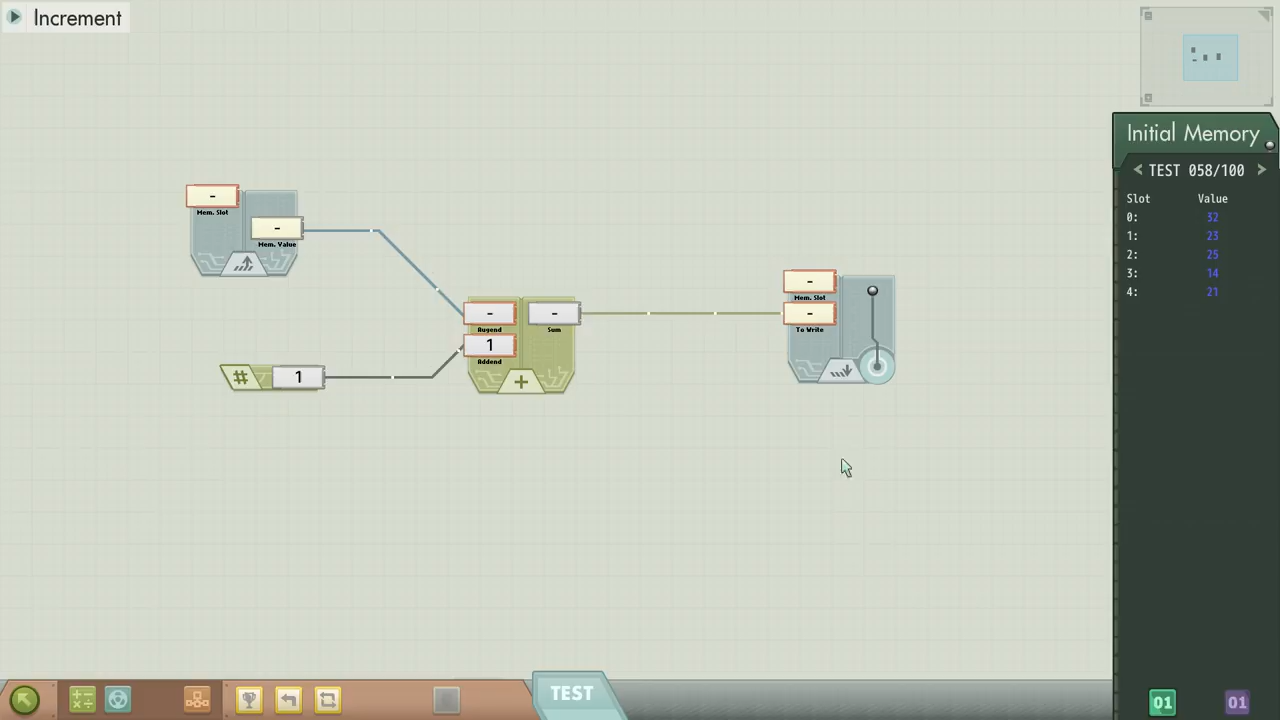 Increment
Initial Memory
< TEST 058/100 >
Slot Value
0: 32
1: 23
2: 25
3: 14
4: 21
-
Mem. Slot
-
Mem. Value
-
Mem. Slot
-
To Write
-
Augend
-
Sum
1
Addend
+
# 1
TEST
01 01